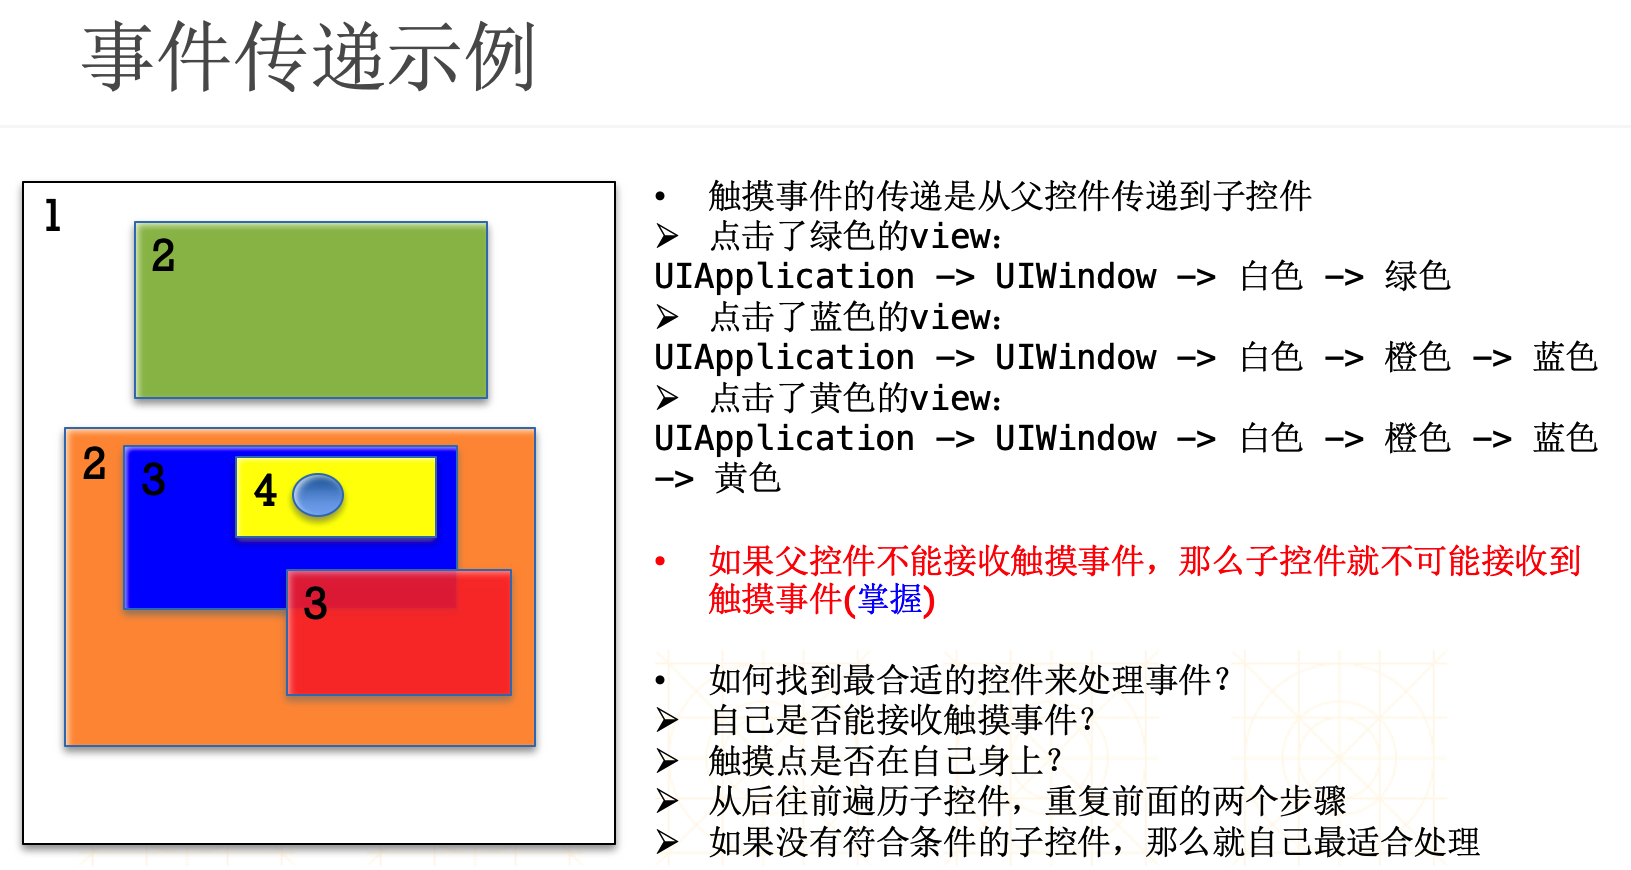 事件传递示例
1
2
2
3
4
3
• 触摸事件的传递是从父控件传递到子控件
➢ 点击了绿色的view：
UIApplication -> UIWindow -> 白色 -> 绿色
➢ 点击了蓝色的view：
UIApplication -> UIWindow -> 白色 -> 橙色 -> 蓝色
➢ 点击了黄色的view：
UIApplication -> UIWindow -> 白色 -> 橙色 -> 蓝色
-> 黄色
• 如果父控件不能接收触摸事件，那么子控件就不可能接收到
触摸事件(掌握)
• 如何找到最合适的控件来处理事件？
➢ 自己是否能接收触摸事件？
➢ 触摸点是否在自己身上？
➢ 从后往前遍历子控件，重复前面的两个步骤
➢ 如果没有符合条件的子控件，那么就自己最适合处理